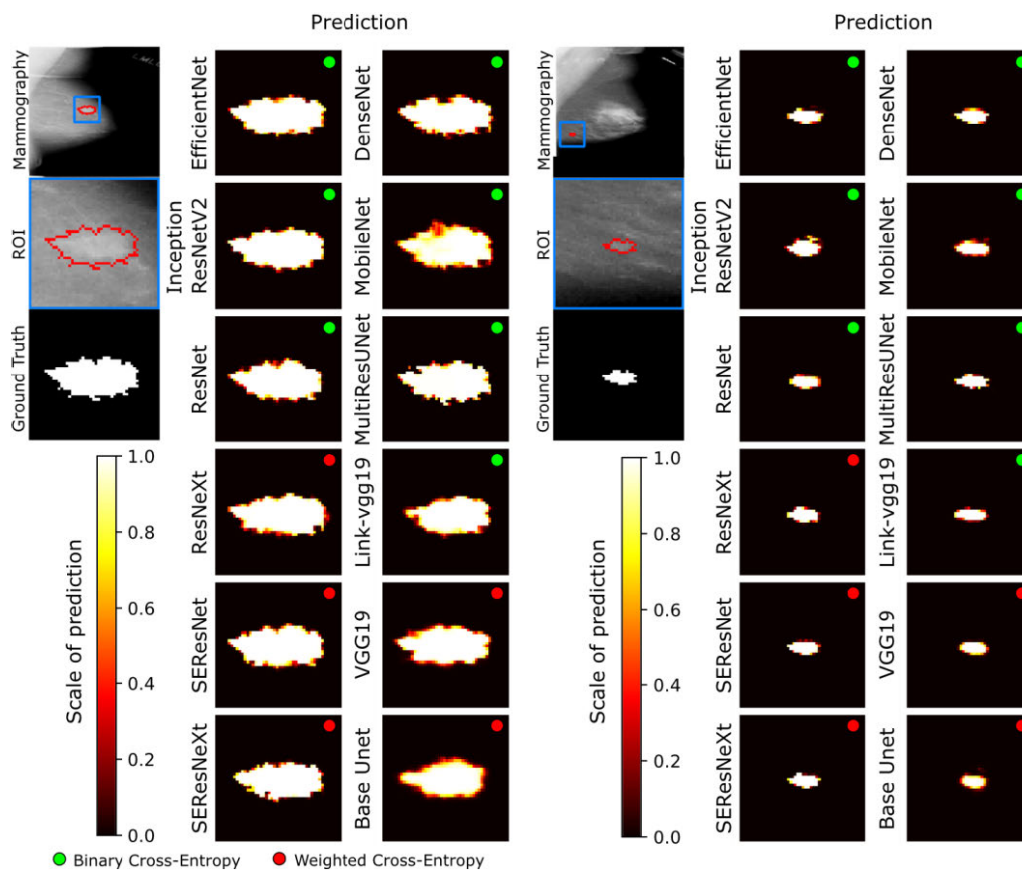 Prediction
Prediction
Mammography
ROI
Ground Truth
EfficientNet
DenseNet
Inception
ResNetV2
MobileNet
ResNet
MultiResUNet
ResNeXt
Link-vgg19
SEResNet
VGG19
SEResNeXt
Base Unet
Scale of prediction
1.0
0.8
0.6
0.4
0.2
0.0
Mammography
ROI
Ground Truth
EfficientNet
DenseNet
Inception
ResNetV2
MobileNet
ResNet
MultiResUNet
ResNeXt
Link-vgg19
SEResNet
VGG19
SEResNeXt
Base Unet
Scale of prediction
1.0
0.8
0.6
0.4
0.2
0.0
Binary Cross-Entropy
Weighted Cross-Entropy